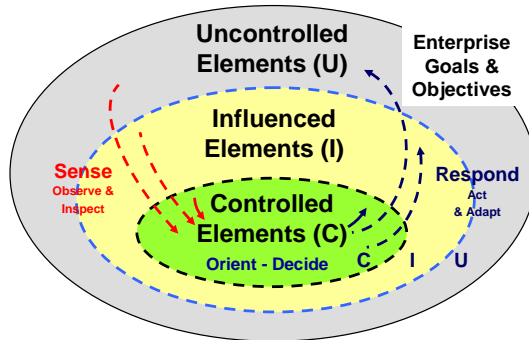 Uncontrolled
Elements (U)
Enterprise
Goals &
Objectives
Influenced
Elements (I)
Sense
Observe &
Inspect
Respond
Act
& Adapt
Controlled
Elements (C)
Orient - Decide
C I U